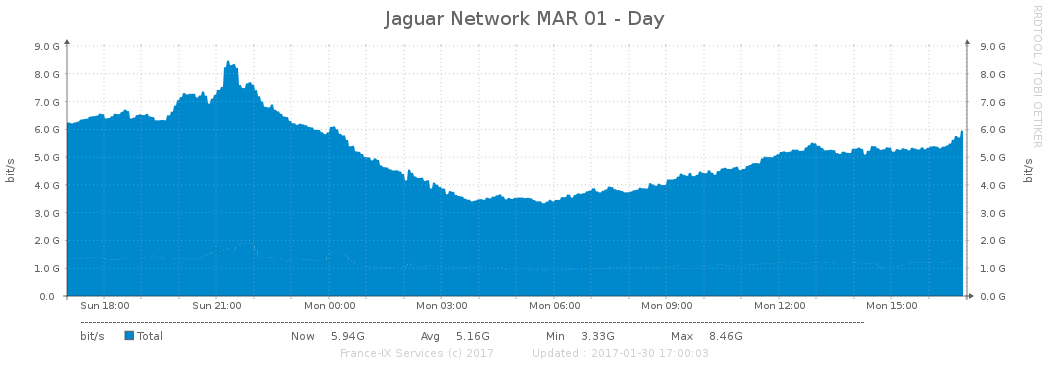 Jaguar Network MAR 01 - Day
RRDTOOL / TOBI OETIKER
9.0 G 9.0 G
8.0 G 8.0 G
7.0 G 7.0 G
6.0 G 6.0 G
5.0 G 5.0 G
4.0 G 4.0 G
3.0 G 3.0 G
2.0 G 2.0 G
1.0 G 1.0 G
0.0 0.0 G
bit/s bit/s
Sun 18:00 Sun 21:00 Mon 00:00 Mon 03:00 Mon 06:00 Mon 09:00 Mon 12:00 Mon 15:00
bit/s Total Now 5.94G Avg 5.16G Min 3.33G Max 8.46G
France-IX Services (c) 2017 Updated : 2017-01-30 17:00:03